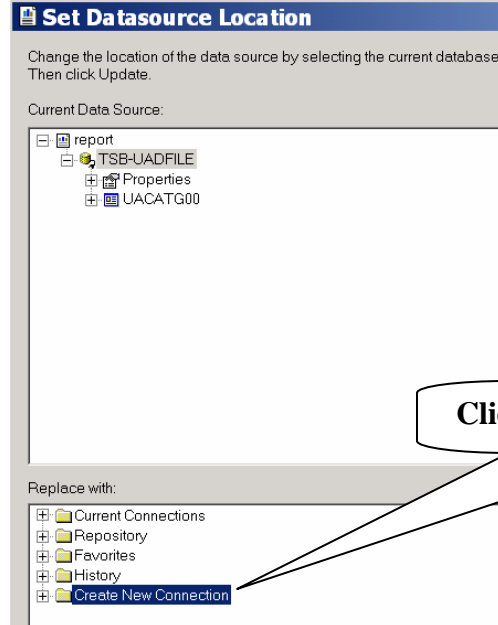 Set Datasource Location
Change the location of the data source by selecting the current database
Then click Update.
Current Data Source:
report
TSB-UADFILE
Properties
UACATG00
Replace with:
Current Connections
Repository
Favorites
History
Create New Connection